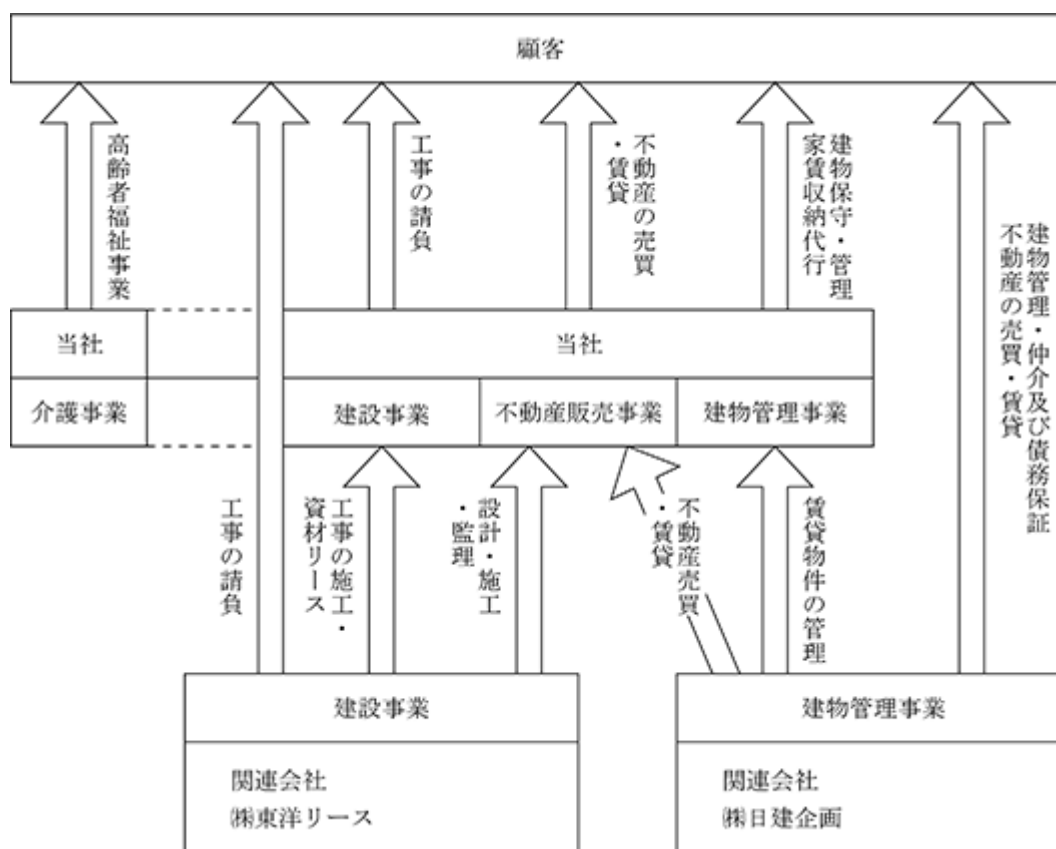 顧客
高齢者福祉事業
工事の請負
不動産の売買
・賃貸
建物保守・管理
家賃収納代行
建物管理・仲介及び債務保証
不動産の売買・賃貸
当社
当社
介護事業
建設事業
不動産販売事業
建物管理事業
工事の請負
工事の施工・
資材リース
設計・施工
・監理
不動産売買
・賃貸
賃貸物件の管理
建設事業
建物管理事業
関連会社
㈱東洋リース
関連会社
㈱日建企画